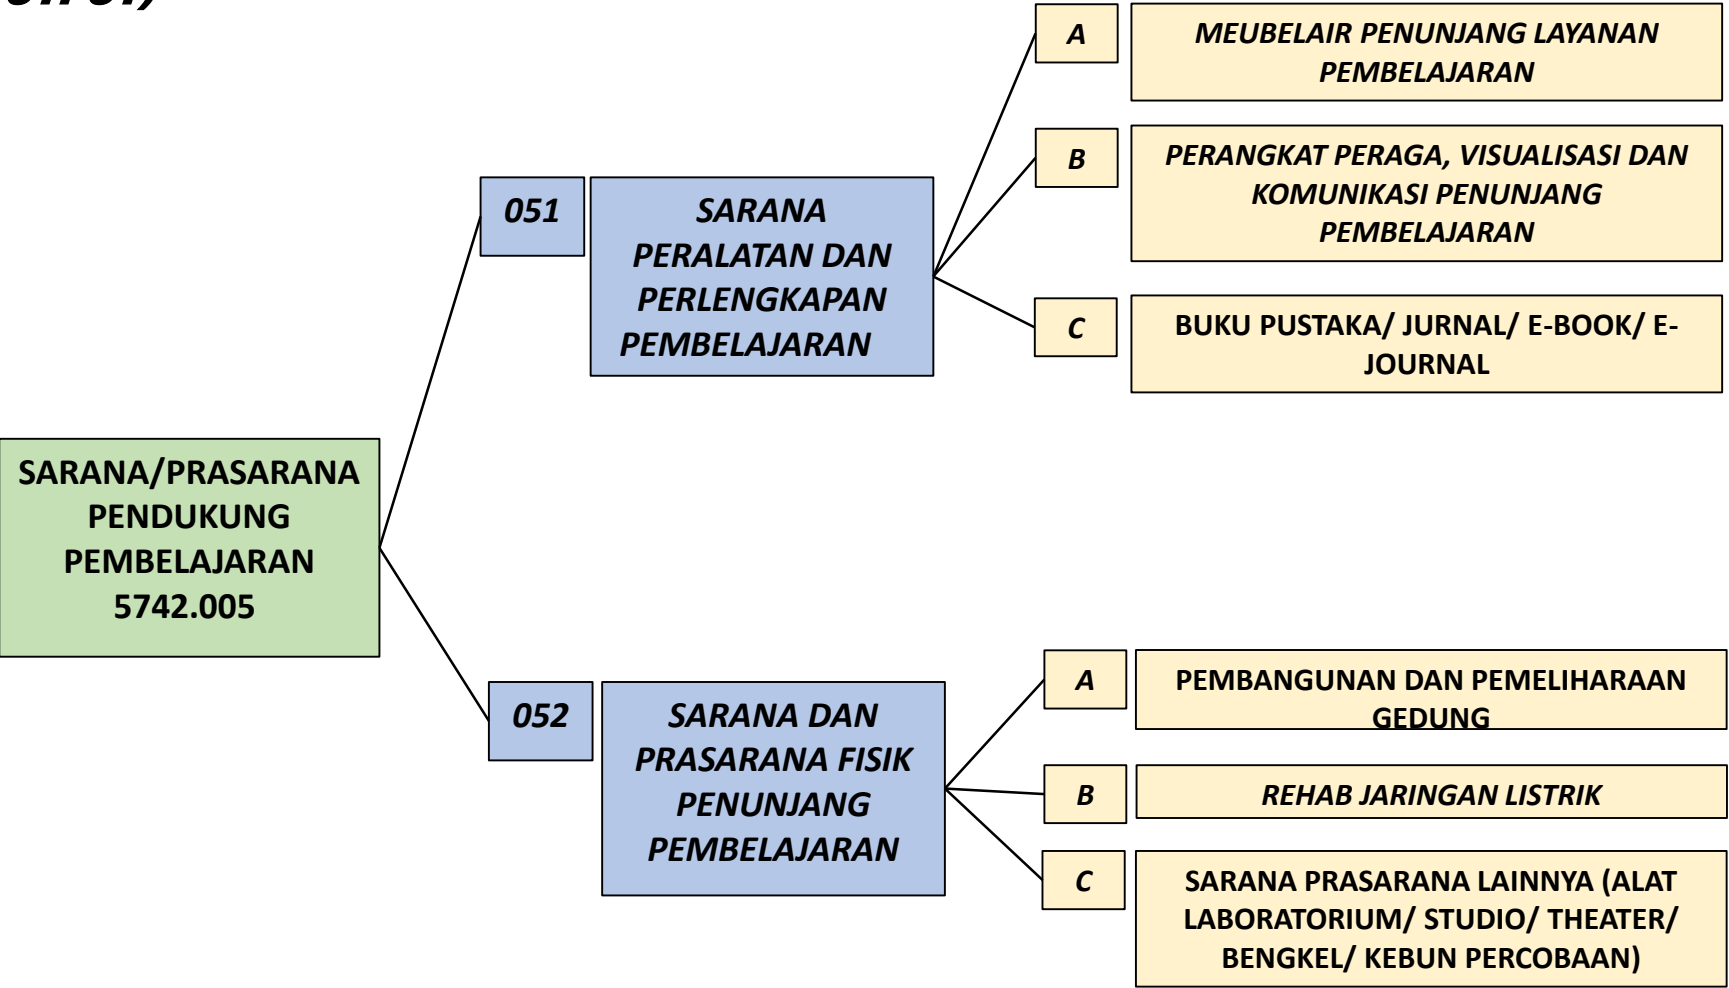 A
MEUBELAIR PENUNJANG LAYANAN
PEMBELAJARAN
B
PERANGKAT PERAGA, VISUALISASI DAN
KOMUNIKASI PENUNJANG
PEMBELAJARAN
051
SARANA
PERALATAN DAN
PERLENGKAPAN
PEMBELAJARAN
C
BUKU PUSTAKA/ JURNAL/ E-BOOK/ E-
JOURNAL
SARANA/PRASARANA
PENDUKUNG
PEMBELAJARAN
5742.005
052
SARANA DAN
PRASARANA FISIK
PENUNJANG
PEMBELAJARAN
A
PEMBANGUNAN DAN PEMELIHARAAN
GEDUNG
B
REHAB JARINGAN LISTRIK
C
SARANA PRASARANA LAINNYA (ALAT
LABORATORIUM/ STUDIO/ THEATER/
BENGKEL/ KEBUN PERCOBAAN)